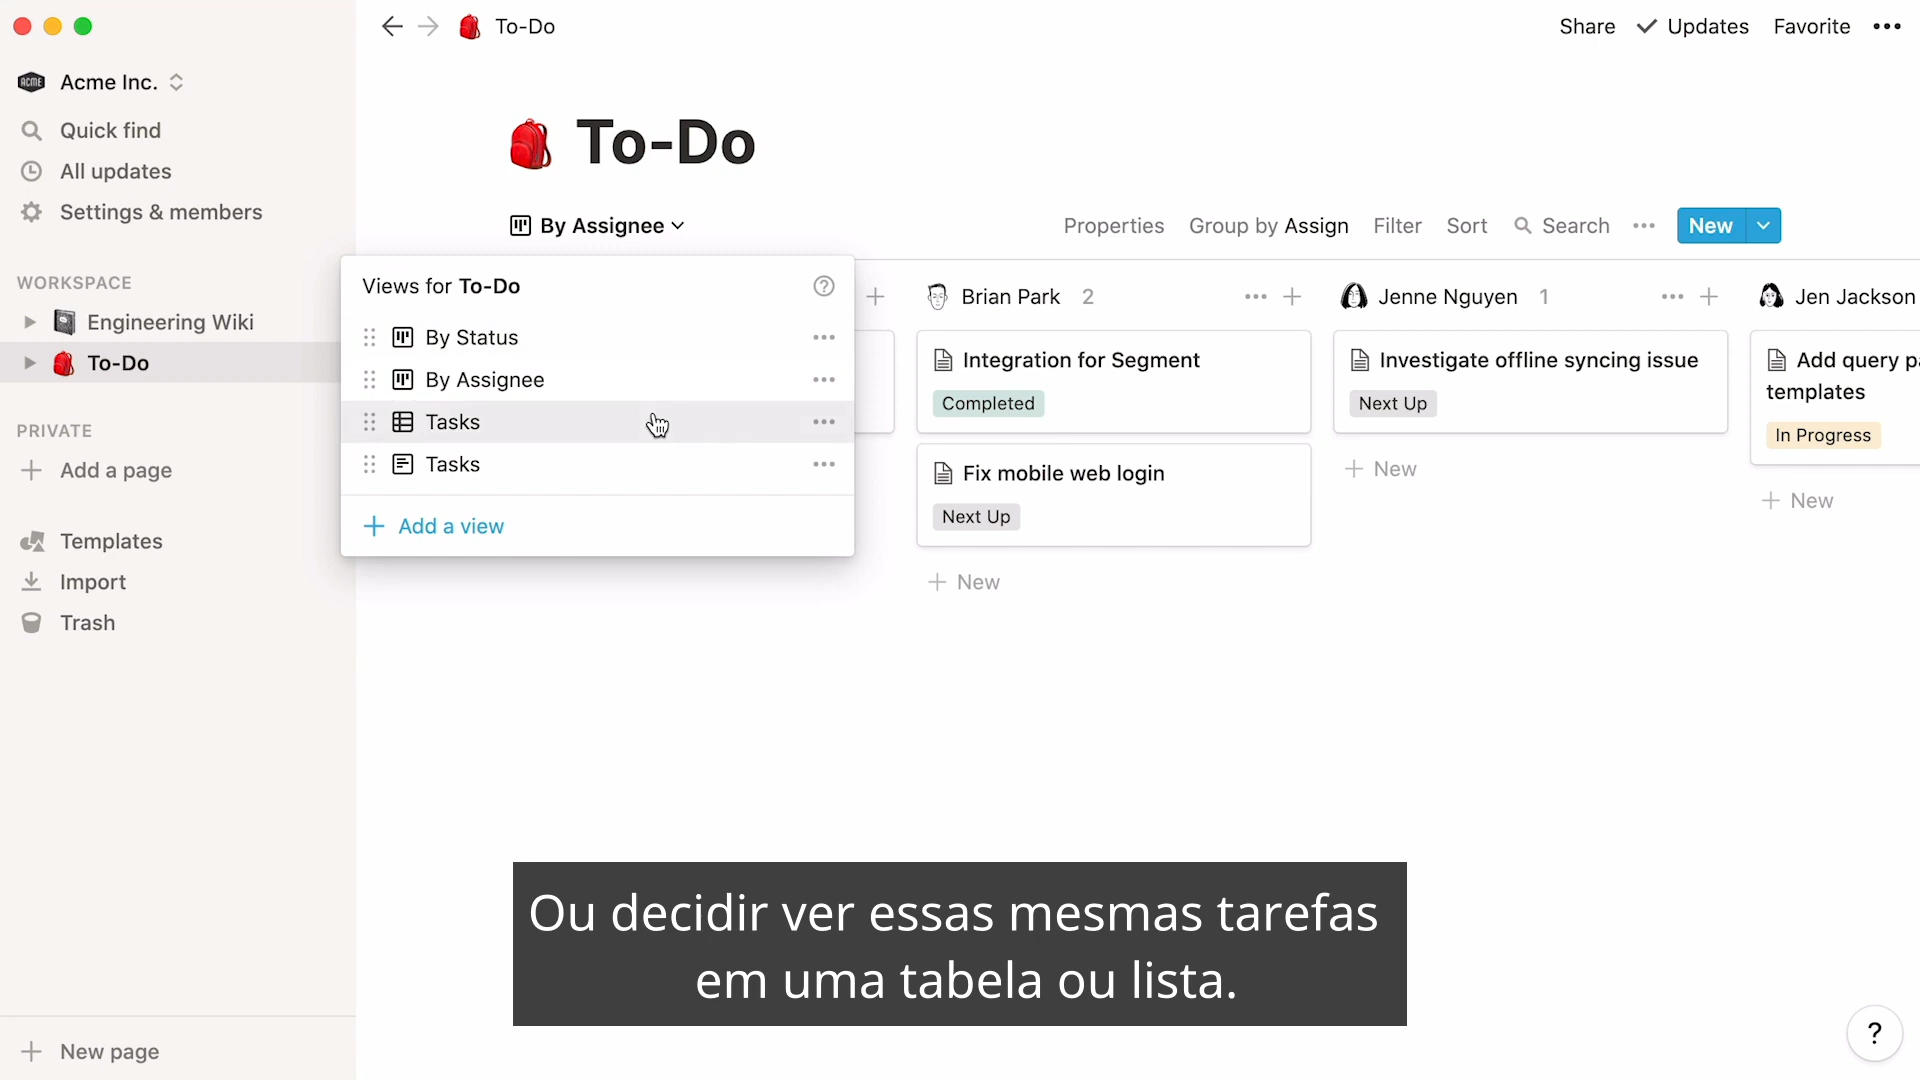 To-Do
Share
Updates
Favorite
ACME
Acme Inc.
Quick find
All updates
Settings & members
WORKSPACE
Engineering Wiki
To-Do
PRIVATE
Add a page
Templates
Import
Trash
New page
To-Do
By Assignee
Properties
Group by Assign
Filter
Sort
Search
New
Views for To-Do
By Status
By Assignee
Tasks
Tasks
Add a view
Brian Park 2
Integration for Segment
Completed
Fix mobile web login
Next Up
New
Jenne Nguyen 1
Investigate offline syncing issue
Next Up
New
Jen Jackson
Add query pa
templates
In Progress
New
Ou decidir ver essas mesmas tarefas
em uma tabela ou lista.
?